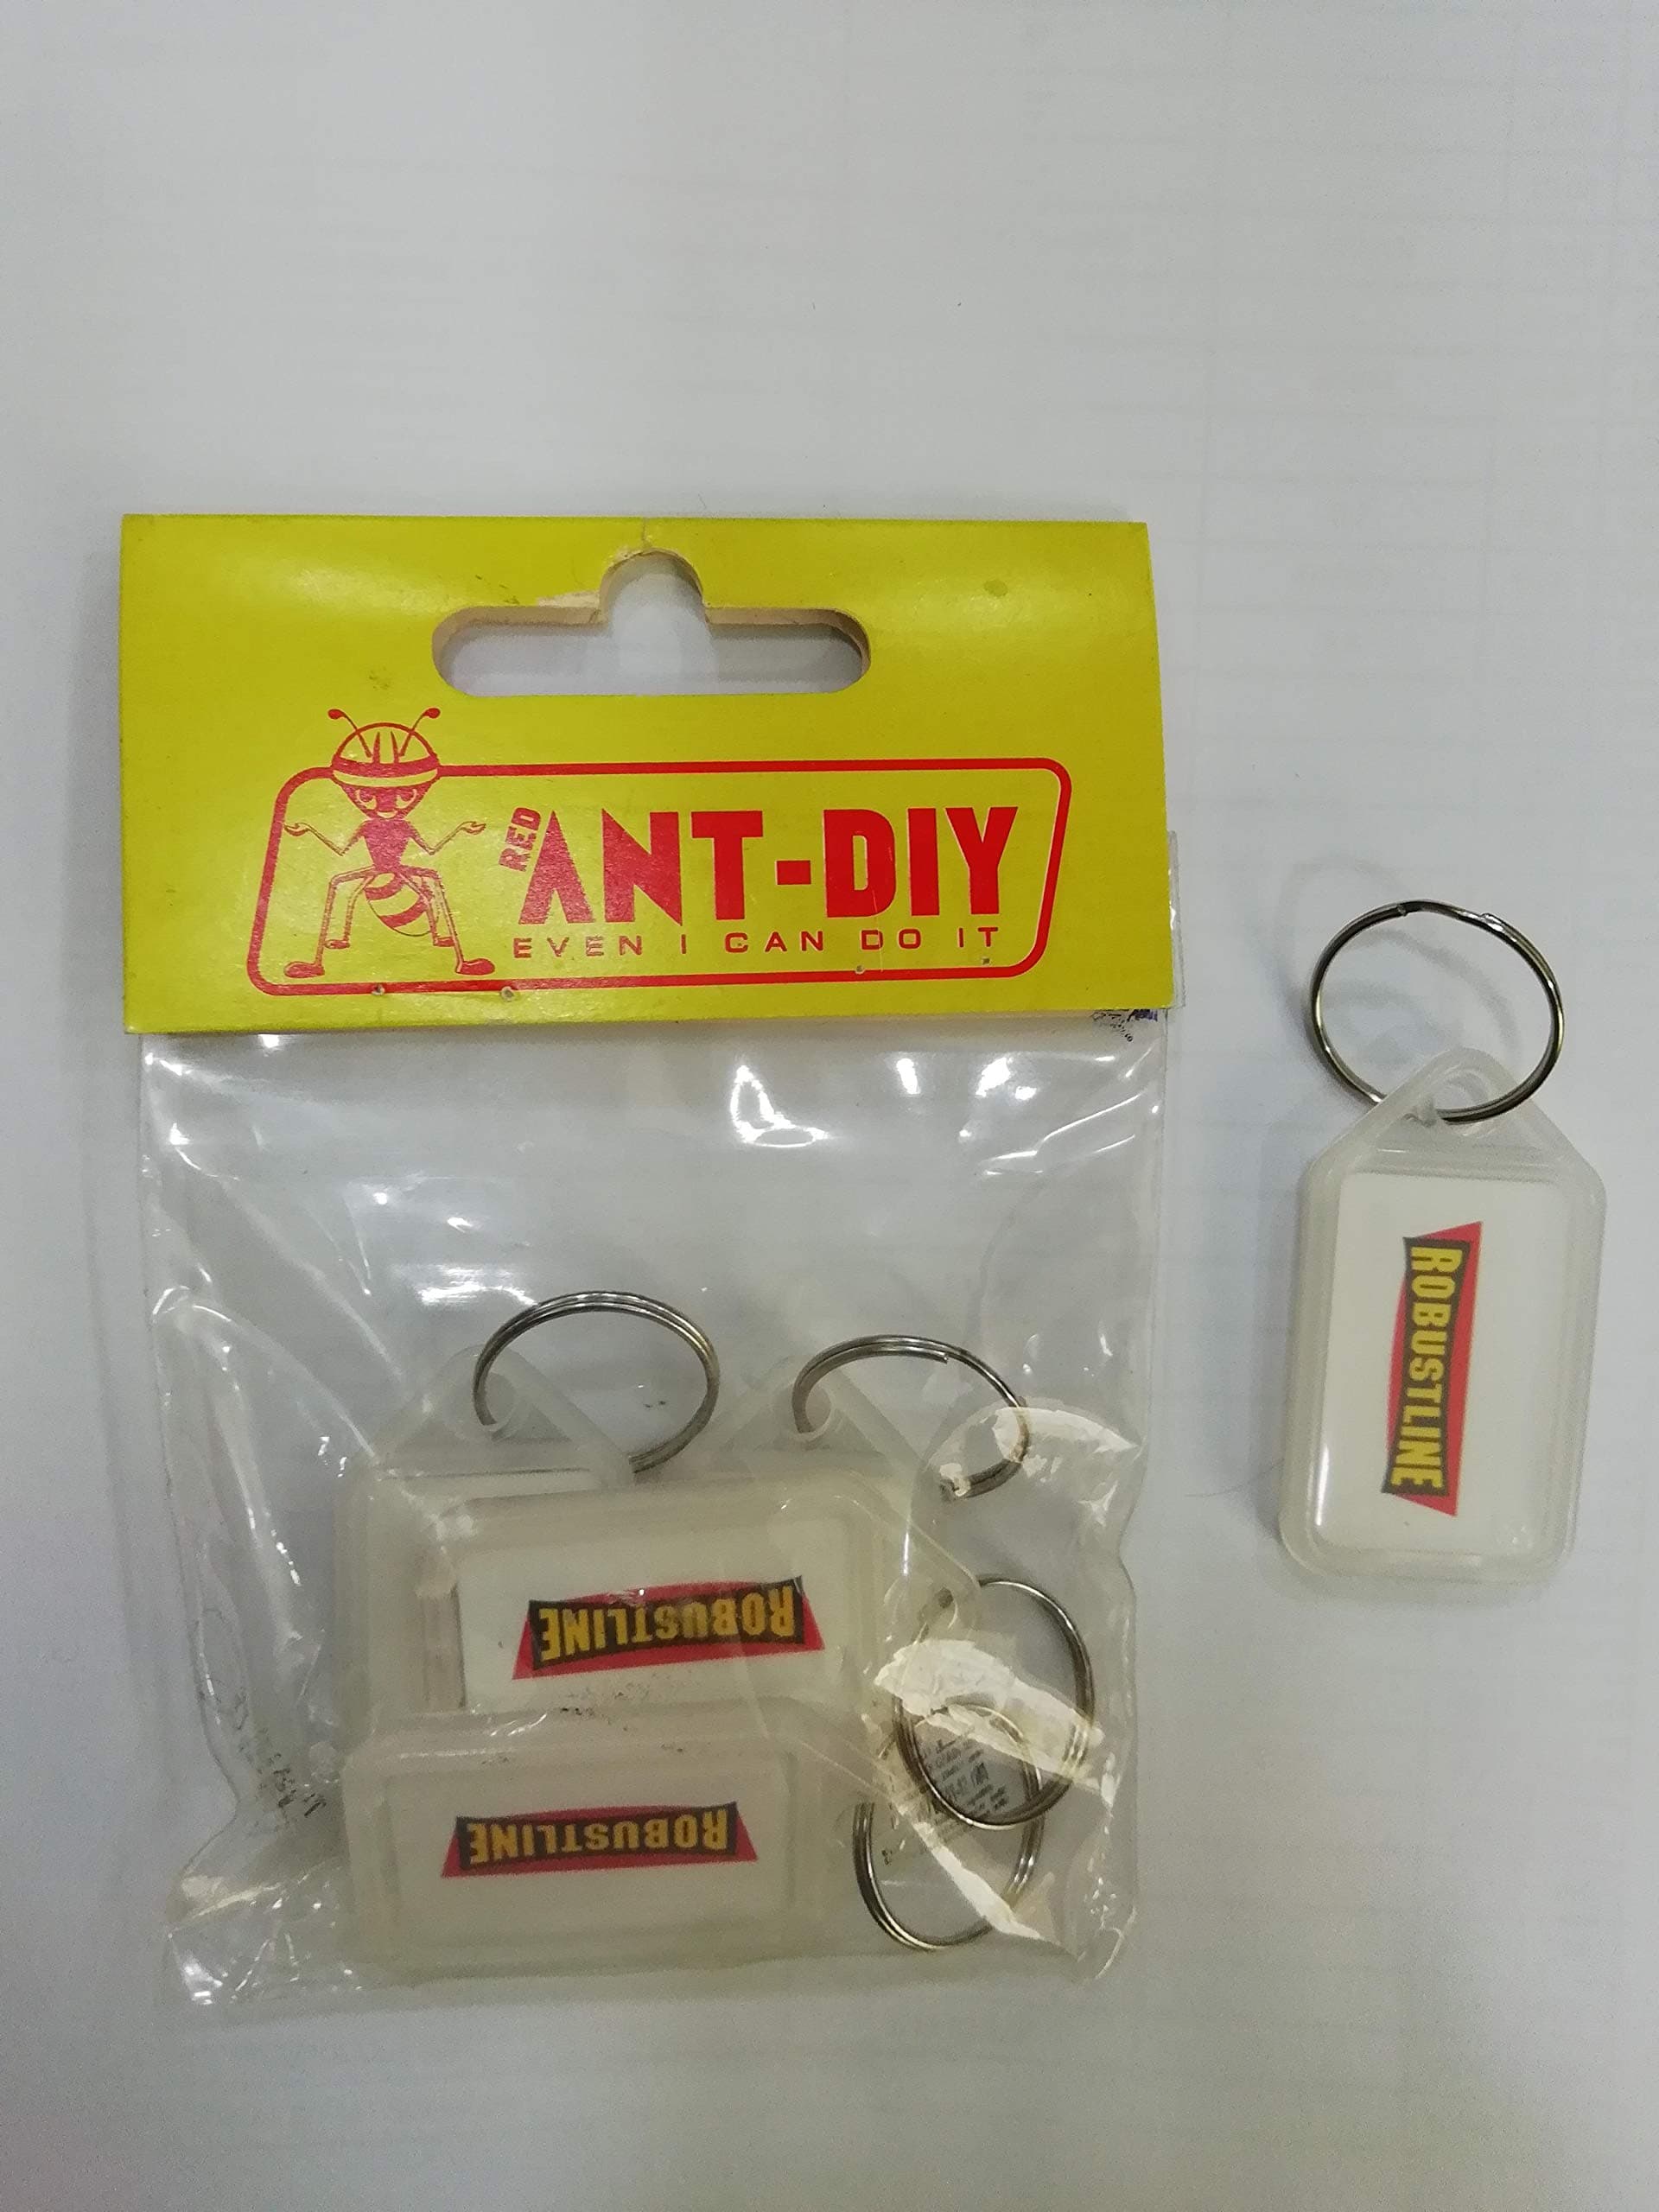 RED ANT-DIY
EVEN I CAN DO IT
ROBUSTLINE
ROBUSTLINE
ROBUSTLINE